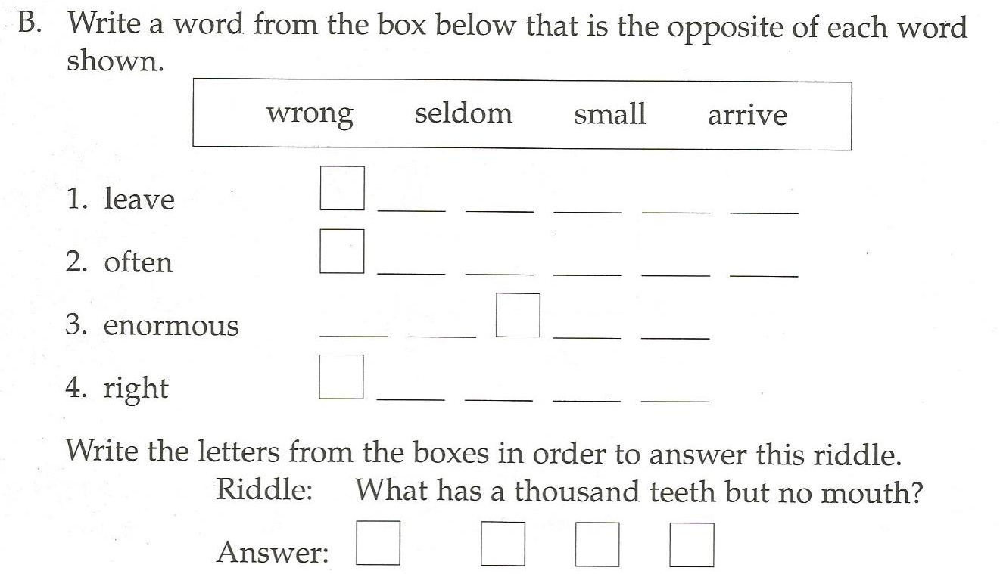 B. Write a word from the box below that is the opposite of each word
shown.
wrong seldom small arrive
1. leave
2. often
3. enormous
4. right
Write the letters from the boxes in order to answer this riddle.
Riddle: What has a thousand teeth but no mouth?
Answer: